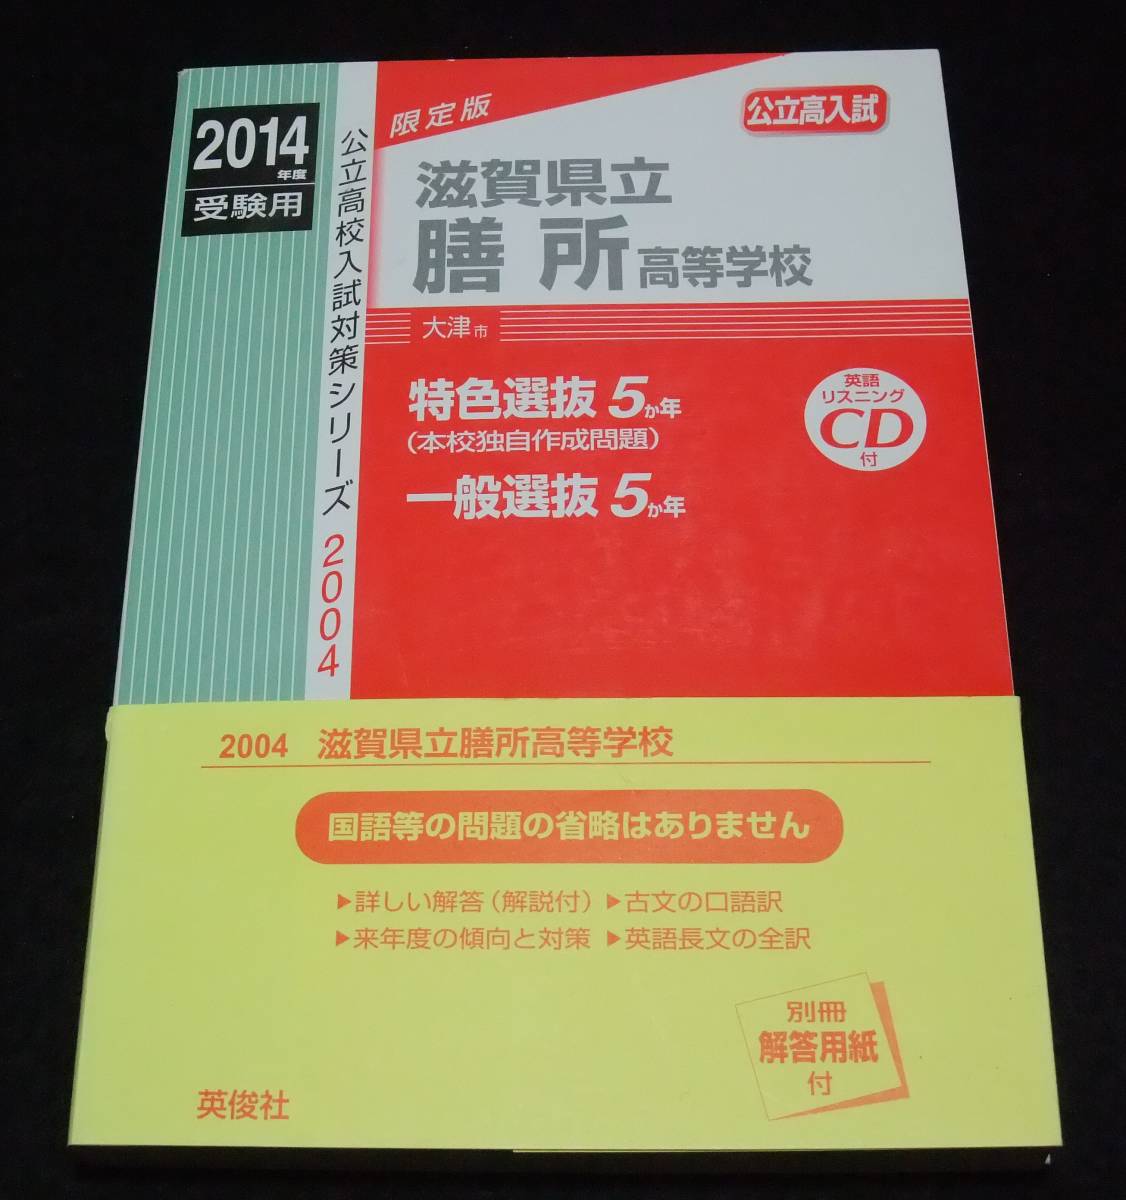 2014年度
受験用
公立高校入試対策シリーズ 2004
限定版
公立高入試
滋賀県立
膳所高等学校
大津市
特色選抜 5か年
(本校独自作成問題)
一般選抜 5か年
英語
リスニング
CD
付
2004 滋賀県立膳所高等学校
国語等の問題の省略はありません
▶詳しい解答(解説付) ▶古文の口語訳
▶来年度の傾向と対策 ▶英語長文の全訳
別冊
解答用紙
付
英俊社